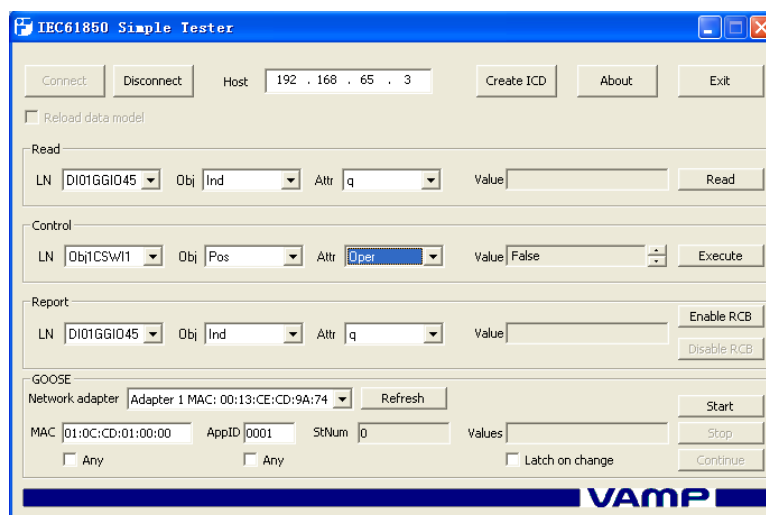 IEC61850 Simple Tester
Connect Disconnect Host 192 . 168 . 65 . 3 Create ICD About Exit
Reload data model
Read
LN DI01GGIO45 Obj Ind Attr q Value Read
Control
LN Obj1CSWI1 Obj Pos Attr Oper Value False Execute
Report
Enable RCB
LN DI01GGIO45 Obj Ind Attr q Value
Disable RCB
GOOSE
Network adapter Adapter 1 MAC: 00:13:CE:CD:9A:74 Refresh
Start
MAC 01:0C:CD:01:00:00 AppID 0001 StNum 0 Values Stop
Any Any Latch on change Continue
VAMP